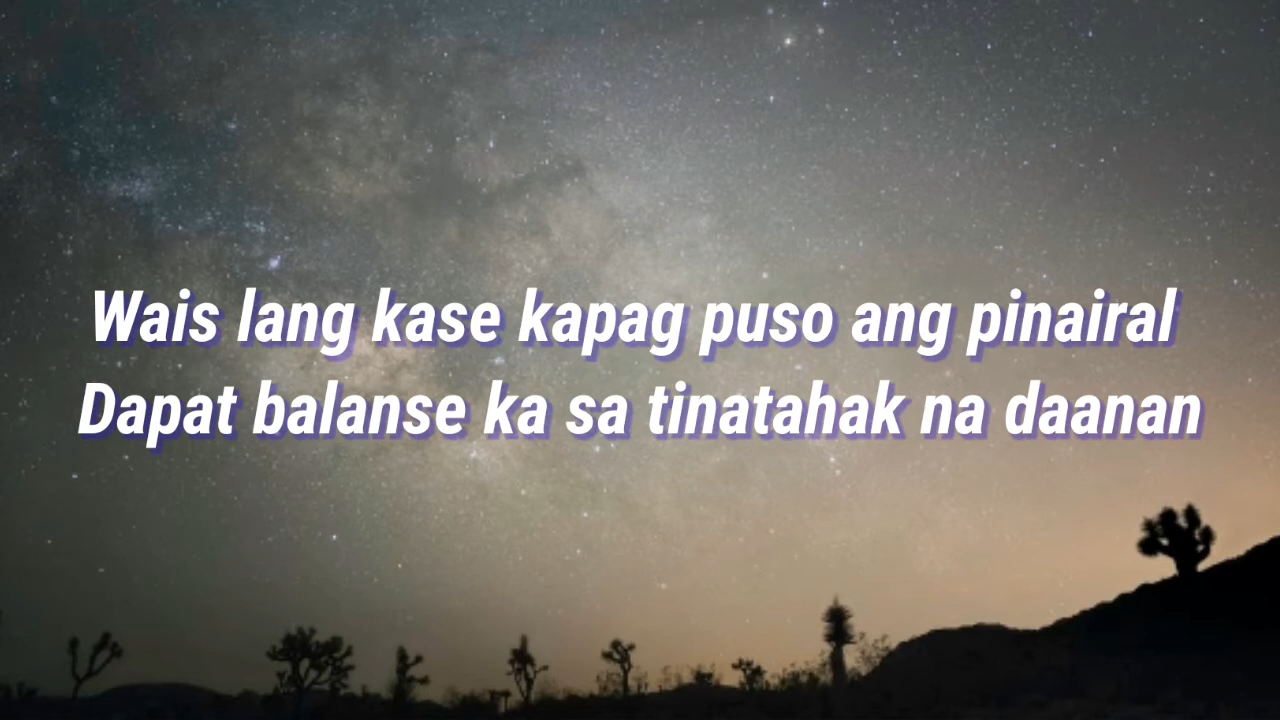 Wais lang kase kapag puso ang pinairal
Dapat balanse ka sa tinatahak na daanan